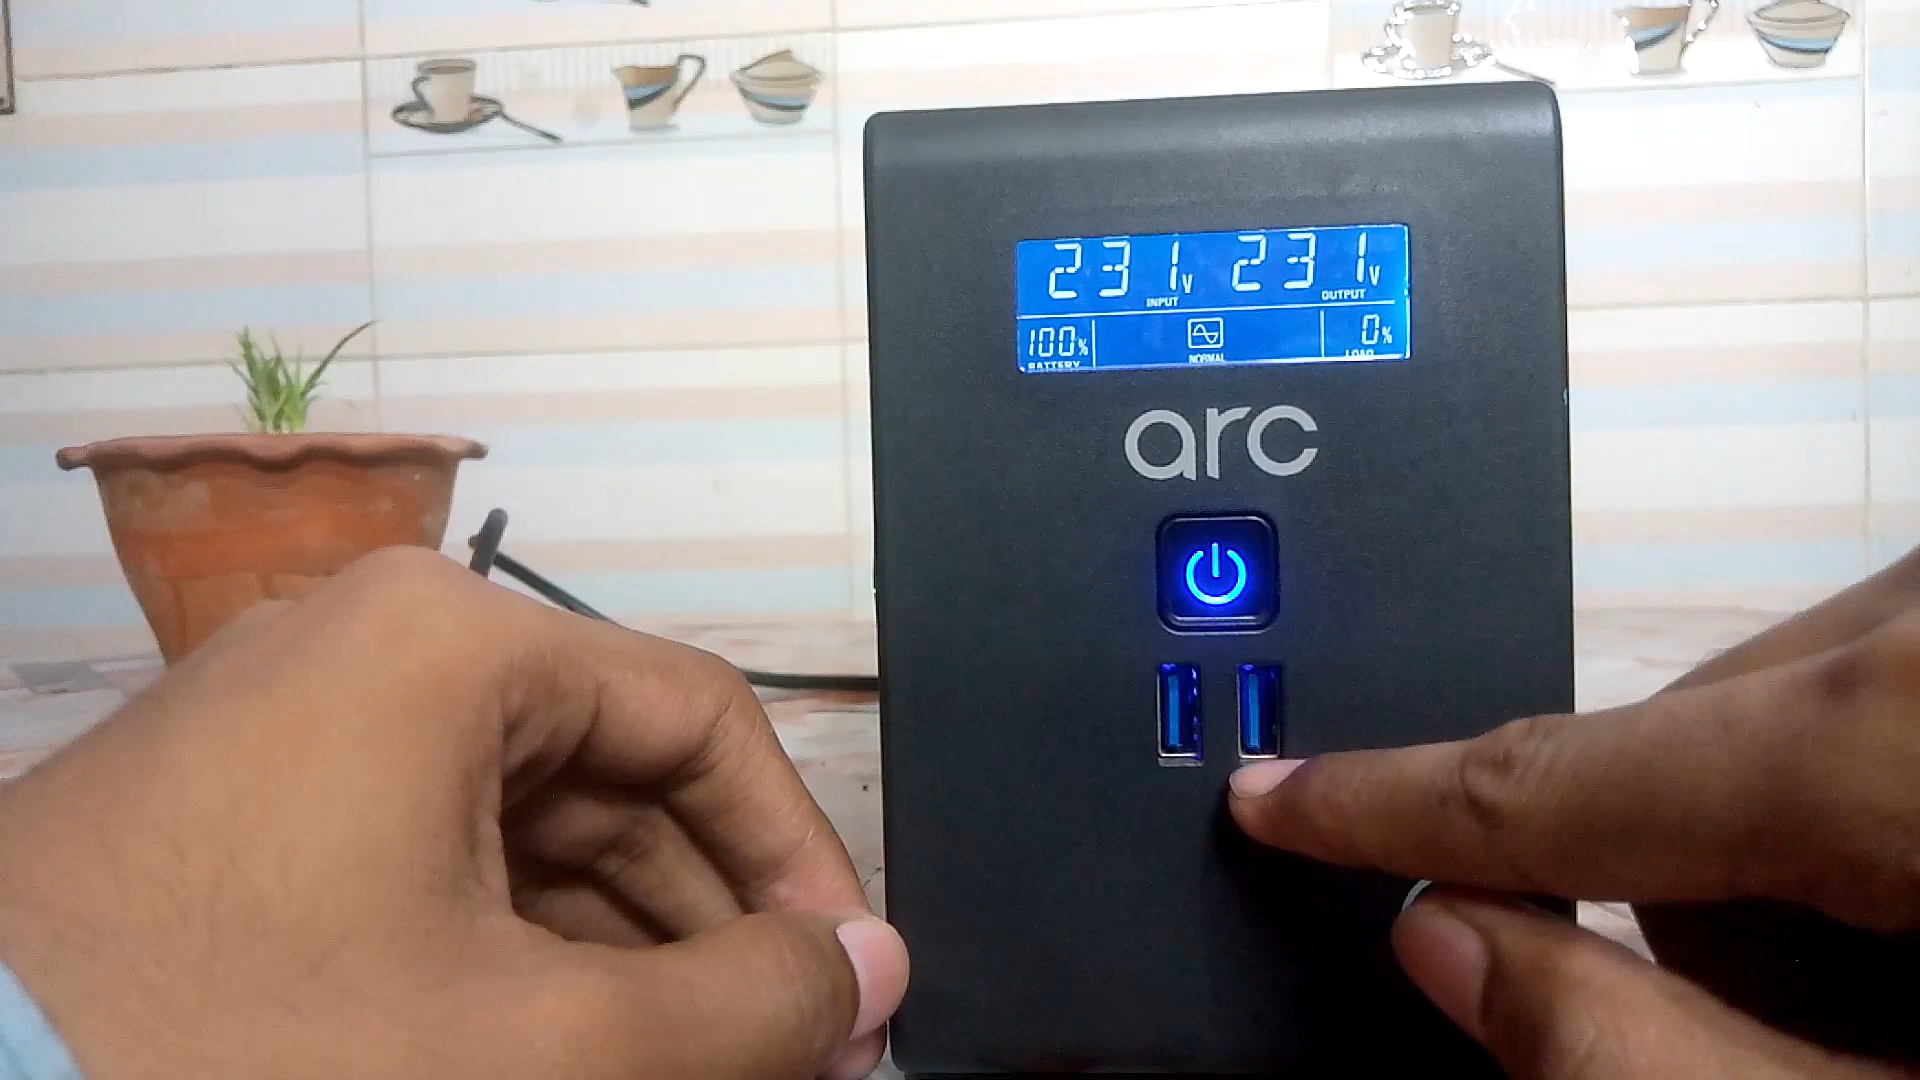 231V 231V
INPUT OUTPUT
100% 0%
BATTERY NORMAL LOAD
arc